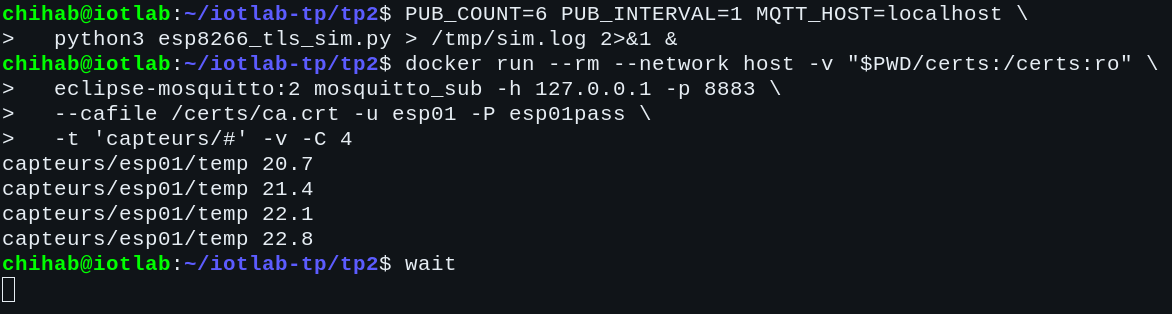 chihab@iotlab:~/iotlab-tp/tp2$ PUB_COUNT=6 PUB_INTERVAL=1 MQTT_HOST=localhost \
>   python3 esp8266_tls_sim.py > /tmp/sim.log 2>&1 &
chihab@iotlab:~/iotlab-tp/tp2$ docker run --rm --network host -v "$PWD/certs:/certs:ro" \
>   eclipse-mosquitto:2 mosquitto_sub -h 127.0.0.1 -p 8883 \
>   --cafile /certs/ca.crt -u esp01 -P esp01pass \
>   -t 'capteurs/#' -v -C 4
capteurs/esp01/temp 20.7
capteurs/esp01/temp 21.4
capteurs/esp01/temp 22.1
capteurs/esp01/temp 22.8
chihab@iotlab:~/iotlab-tp/tp2$ wait